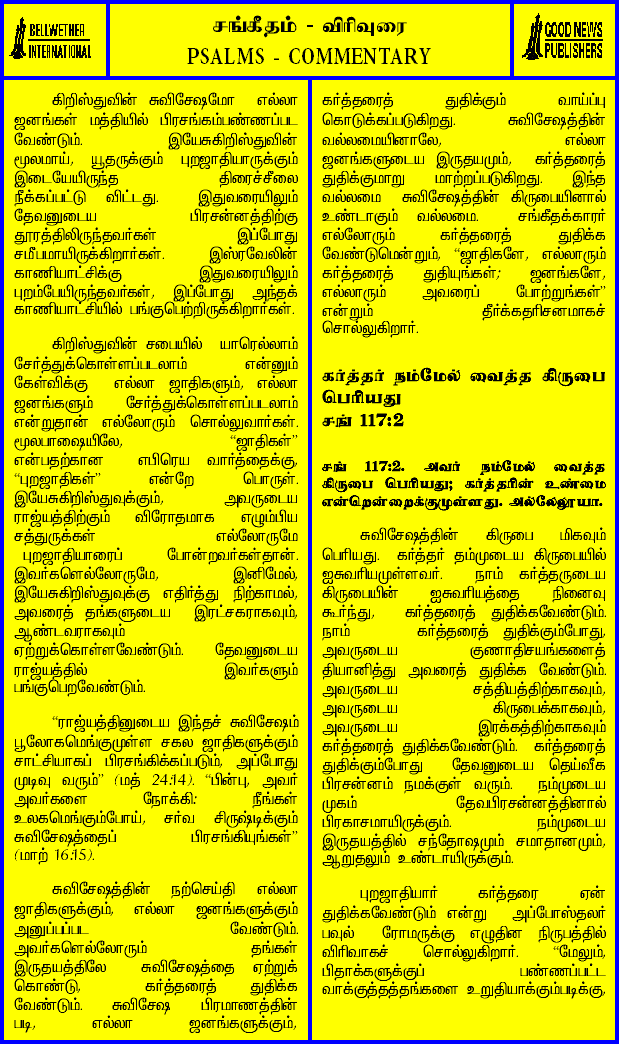 BELLWETHER
INTERNATIONAL
சங்கீதம் - விரிவுரை
PSALMS - COMMENTARY
GOOD NEWS
PUBLISHERS
கிறிஸ்துவின் சுவிசேஷமோ எல்லா
ஜனங்கள் மத்தியில் பிரசங்கம்பண்ணப்பட
வேண்டும். இயேசுகிறிஸ்துவின்
மூலமாய், யூதருக்கும் புறஜாதியாருக்கும்
இடையேயிருந்த திரைச்சீலை
நீக்கப்பட்டு விட்டது. இதுவரையிலும்
தேவனுடைய பிரசன்னத்திற்கு
தூரத்திலிருந்தவர்கள் இப்போது
சமீபமாயிருக்கிறார்கள். இஸ்ரவேலின்
காணியாட்சிக்கு இதுவரையிலும்
புறம்பேயிருந்தவர்கள், இப்போது அந்தக்
காணியாட்சியில் பங்குபெற்றிருக்கிறார்கள்.
கிறிஸ்துவின் சபையில் யாரெல்லாம்
சேர்த்துக்கொள்ளப்படலாம் என்னும்
கேள்விக்கு எல்லா ஜாதிகளும், எல்லா
ஜனங்களும் சேர்த்துக்கொள்ளப்படலாம்
என்றுதான் எல்லோரும் சொல்லுவார்கள்.
மூலபாஷையிலே, “ஜாதிகள்”
என்பதற்கான எபிரெய வார்த்தைக்கு,
“புறஜாதிகள்” என்றே பொருள்.
இயேசுகிறிஸ்துவுக்கும், அவருடைய
ராஜ்யத்திற்கும் விரோதமாக எழும்பிய
சத்துருக்கள் எல்லோருமே
புறஜாதியாரைப் போன்றவர்கள்தான்.
இவர்களெல்லோருமே, இனிமேல்,
இயேசுகிறிஸ்துவுக்கு எதிர்த்து நிற்காமல்,
அவரைத் தங்களுடைய இரட்சகராகவும்,
ஆண்டவராகவும்
ஏற்றுக்கொள்ளவேண்டும். தேவனுடைய
ராஜ்யத்தில் இவர்களும்
பங்குபெறவேண்டும்.
“ராஜ்யத்தினுடைய இந்தச் சுவிசேஷம்
பூலோகமெங்குமுள்ள சகல ஜாதிகளுக்கும்
சாட்சியாகப் பிரசங்கிக்கப்படும், அப்போது
முடிவு வரும்” (மத் 24:14). “பின்பு, அவர்
அவர்களை நோக்கி: நீங்கள்
உலகமெங்கும்போய், சர்வ சிருஷ்டிக்கும்
சுவிசேஷத்தைப் பிரசங்கியுங்கள்”
(மாற் 16:15).
சுவிசேஷத்தின் நற்செய்தி எல்லா
ஜாதிகளுக்கும், எல்லா ஜனங்களுக்கும்
அனுப்பப்பட வேண்டும்.
அவர்களெல்லோரும் தங்கள்
இருதயத்திலே சுவிசேஷத்தை ஏற்றுக்
கொண்டு, கர்த்தரைத் துதிக்க
வேண்டும். சுவிசேஷ பிரமாணத்தின்
படி, எல்லா ஜனங்களுக்கும்,
கர்த்தரைத் துதிக்கும் வாய்ப்பு
கொடுக்கப்படுகிறது. சுவிசேஷத்தின்
வல்லமையினாலே, எல்லா
ஜனங்களுடைய இருதயமும், கர்த்தரைத்
துதிக்குமாறு மாற்றப்படுகிறது. இந்த
வல்லமை சுவிசேஷத்தின் கிருபையினால்
உண்டாகும் வல்லமை. சங்கீதக்காரர்
எல்லோரும் கர்த்தரைத் துதிக்க
வேண்டுமென்றும், “ஜாதிகளே, எல்லாரும்
கர்த்தரைத் துதியுங்கள்; ஜனங்களே,
எல்லாரும் அவரைப் போற்றுங்கள்”
என்றும் தீர்க்கதரிசனமாகச்
சொல்லுகிறார்.
கர்த்தர் நம்மேல் வைத்த கிருபை
பெரியது
சங் 117:2
சங் 117:2. அவர் நம்மேல் வைத்த
கிருபை பெரியது; கர்த்தரின் உண்மை
என்றென்றைக்குமுள்ளது. அல்லேலூயா.
சுவிசேஷத்தின் கிருபை மிகவும்
பெரியது. கர்த்தர் தம்முடைய கிருபையில்
ஐசுவரியமுள்ளவர். நாம் கர்த்தருடைய
கிருபையின் ஐசுவரியத்தை நினைவு
கூர்ந்து, கர்த்தரைத் துதிக்கவேண்டும்.
நாம் கர்த்தரைத் துதிக்கும்போது,
அவருடைய குணாதிசயங்களைத்
தியானித்து அவரைத் துதிக்க வேண்டும்.
அவருடைய சத்தியத்திற்காகவும்,
அவருடைய கிருபைக்காகவும்,
அவருடைய இரக்கத்திற்காகவும்
கர்த்தரைத் துதிக்கவேண்டும். கர்த்தரைத்
துதிக்கும்போது தேவனுடைய தெய்வீக
பிரசன்னம் நமக்குள் வரும். நம்முடைய
முகம் தேவபிரசன்னத்தினால்
பிரகாசமாயிருக்கும். நம்முடைய
இருதயத்தில் சந்தோஷமும் சமாதானமும்,
ஆறுதலும் உண்டாயிருக்கும்.
புறஜாதியார் கர்த்தரை ஏன்
துதிக்கவேண்டும் என்று அப்போஸ்தலர்
பவுல் ரோமருக்கு எழுதின நிருபத்தில்
விரிவாகச் சொல்லுகிறார். “மேலும்,
பிதாக்களுக்குப் பண்ணப்பட்ட
வாக்குத்தத்தங்களை உறுதியாக்கும்படிக்கு,